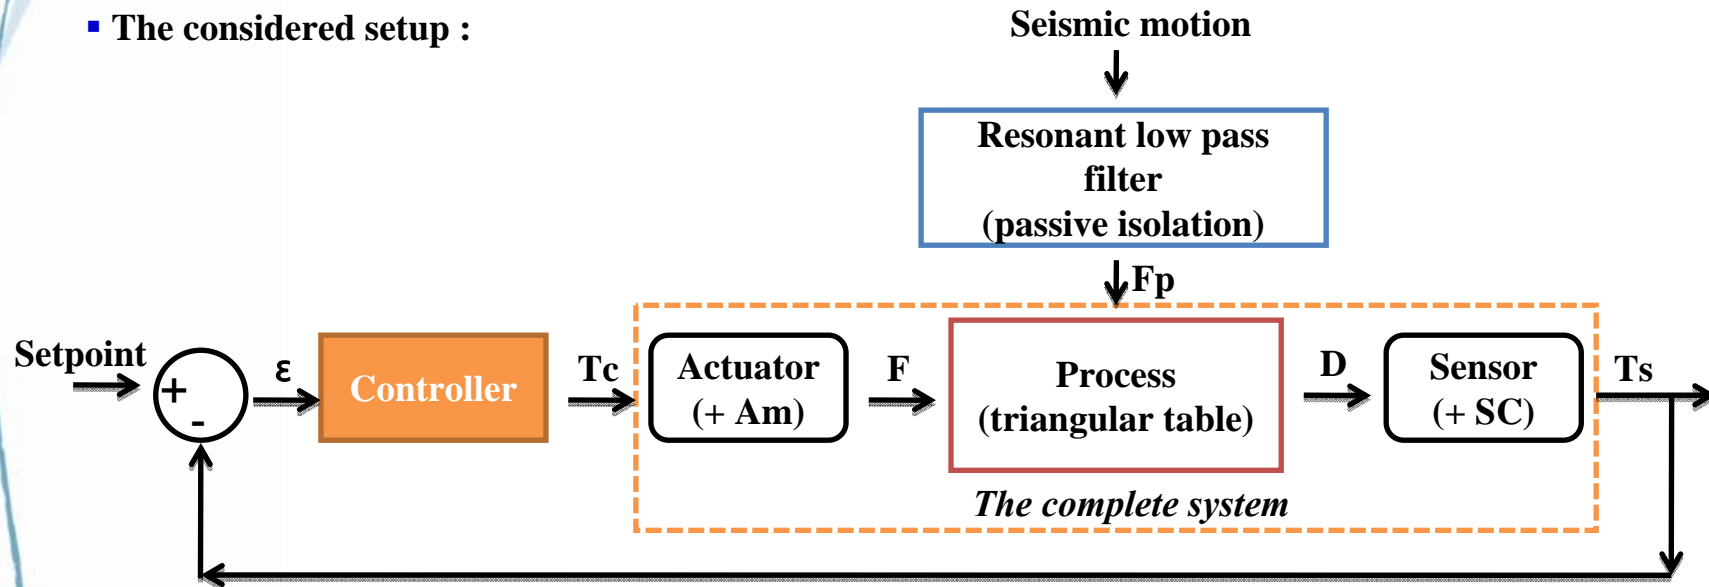 ▪ The considered setup :
Seismic motion
Resonant low pass
filter
(passive isolation)
Fp
Setpoint
+
-
ε
Controller
Tc
Actuator
(+ Am)
F
Process
(triangular table)
D
Sensor
(+ SC)
Ts
The complete system